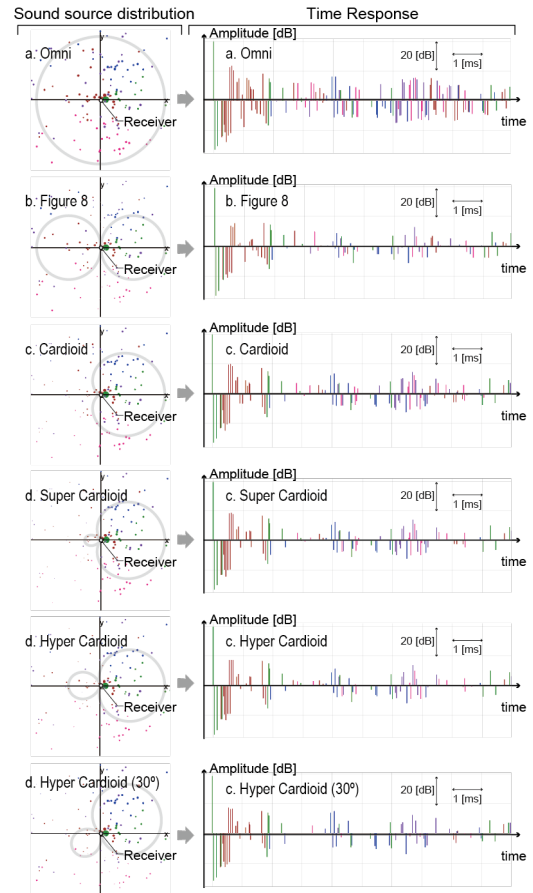 Sound source distribution
Time Response
y
a. Omni
x
Receiver
Amplitude [dB]
a. Omni
20 [dB]
1 [ms]
time
y
b. Figure 8
x
Receiver
Amplitude [dB]
b. Figure 8
20 [dB]
1 [ms]
time
y
c. Cardioid
x
Receiver
Amplitude [dB]
c. Cardioid
20 [dB]
1 [ms]
time
y
d. Super Cardioid
x
Receiver
Amplitude [dB]
c. Super Cardioid
20 [dB]
1 [ms]
time
y
d. Hyper Cardioid
x
Receiver
Amplitude [dB]
c. Hyper Cardioid
20 [dB]
1 [ms]
time
y
d. Hyper Cardioid (30º)
x
Receiver
Amplitude [dB]
c. Hyper Cardioid (30º)
20 [dB]
1 [ms]
time